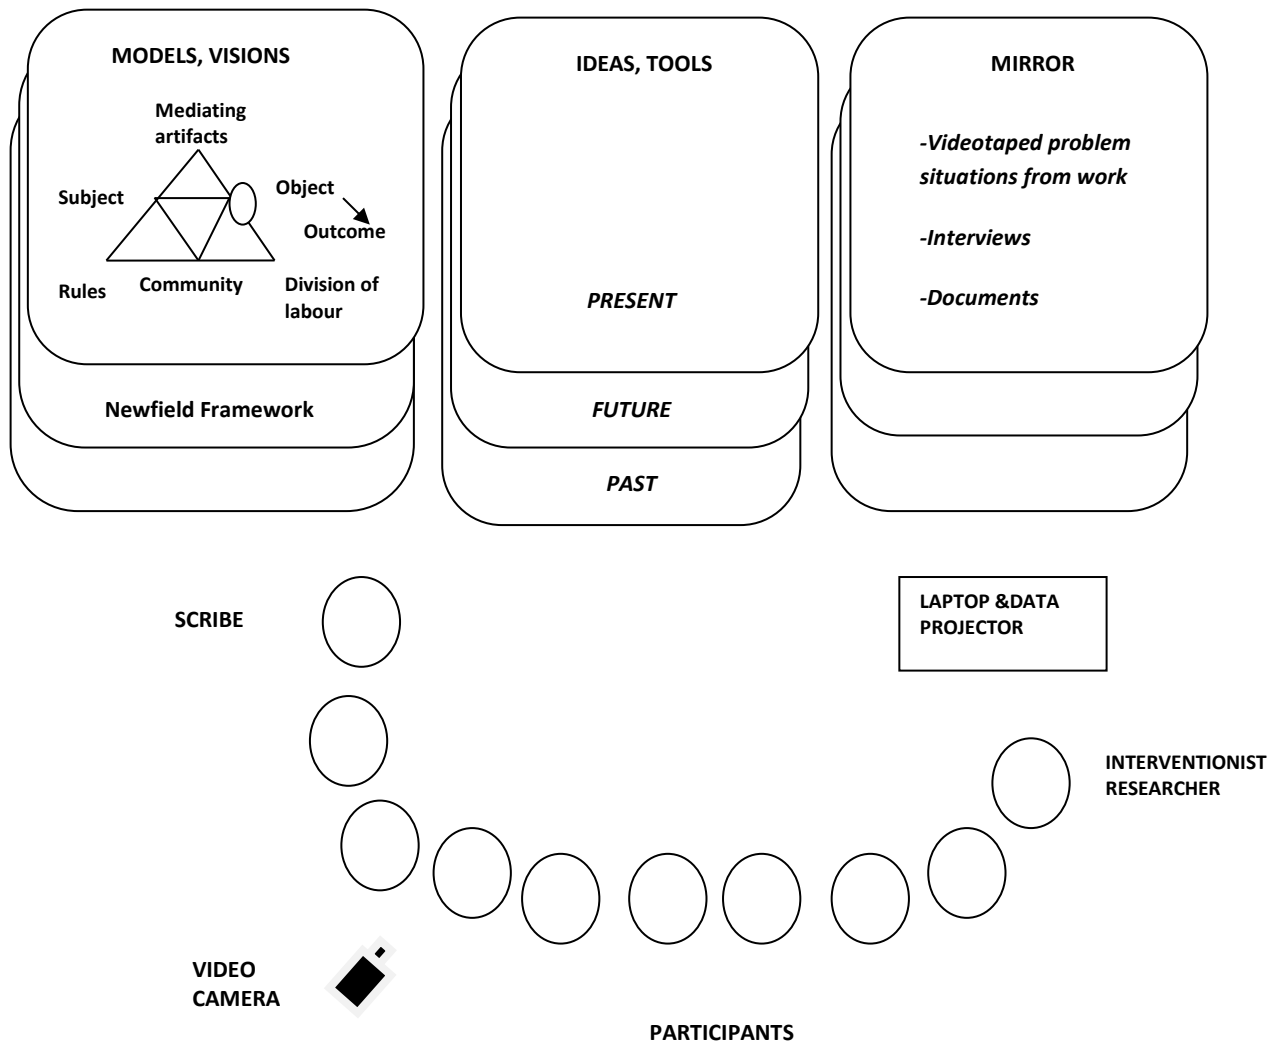 MODELS, VISIONS
Mediating
artifacts
Subject
Object
Outcome
Rules
Community
Division of
labour
Newfield Framework
IDEAS, TOOLS
PRESENT
FUTURE
PAST
MIRROR
-Videotaped problem
situations from work
-Interviews
-Documents
SCRIBE
LAPTOP &DATA
PROJECTOR
INTERVENTIONIST
RESEARCHER
VIDEO
CAMERA
PARTICIPANTS